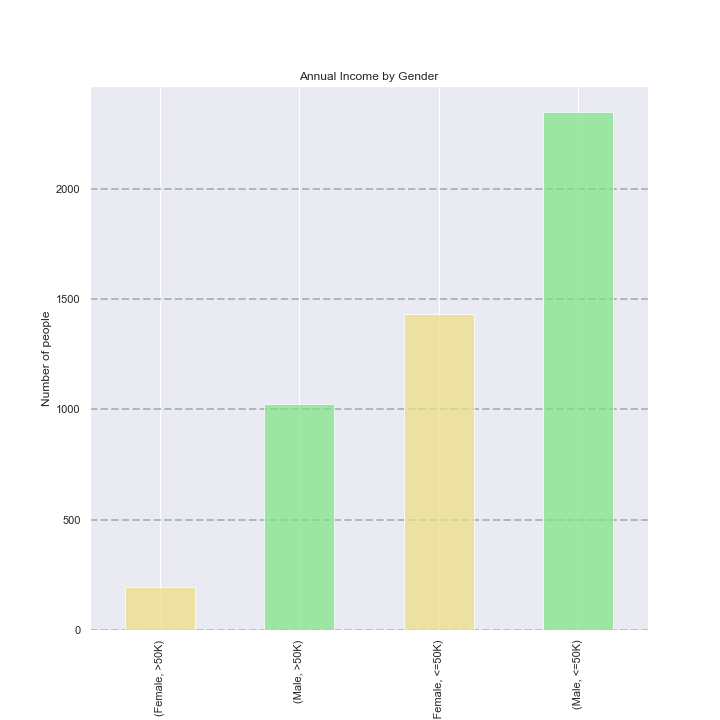 Annual Income by Gender
Number of people
2000
1500
1000
500
0
(Female, >50K)
(Male, >50K)
Female, <=50K)
(Male, <=50K)